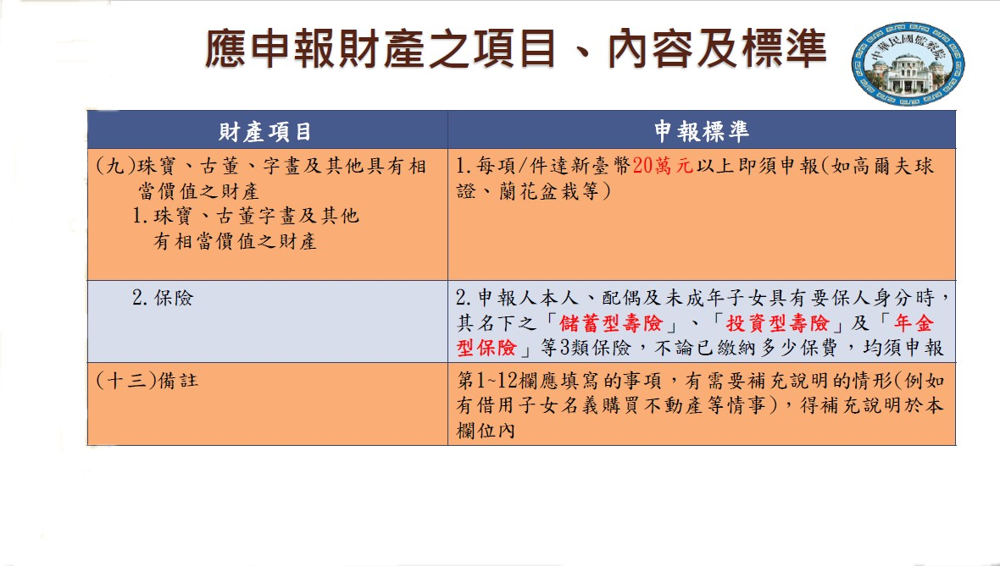 應申報財產之項目、內容及標準
中華民國監察院
財產項目
申報標準
(九)珠寶、古董、字畫及其他具有相
當價值之財產
1.珠寶、古董字畫及其他
有相當價值之財產
1.每項/件達新臺幣20萬元以上即須申報(如高爾夫球
證、蘭花盆栽等)
2.保險
2.申報人本人、配偶及未成年子女具有要保人身分時，
其名下之「儲蓄型壽險」、「投資型壽險」及「年金
型保險」等3類保險，不論已繳納多少保費，均須申報
(十三)備註
第1~12欄應填寫的事項，有需要補充說明的情形(例如
有借用子女名義購買不動產等情事)，得補充說明於本
欄位內